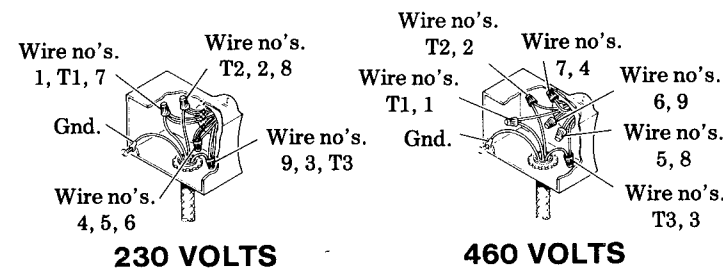 Wire no's.
1, T1, 7
Wire no's.
T2, 2, 8
Gnd.
Wire no's.
9, 3, T3
Wire no's.
4, 5, 6
230 VOLTS
Wire no's.
T2, 2
Wire no's.
7, 4
Wire no's.
T1, 1
Wire no's.
6, 9
Gnd.
Wire no's.
5, 8
Wire no's.
T3, 3
460 VOLTS